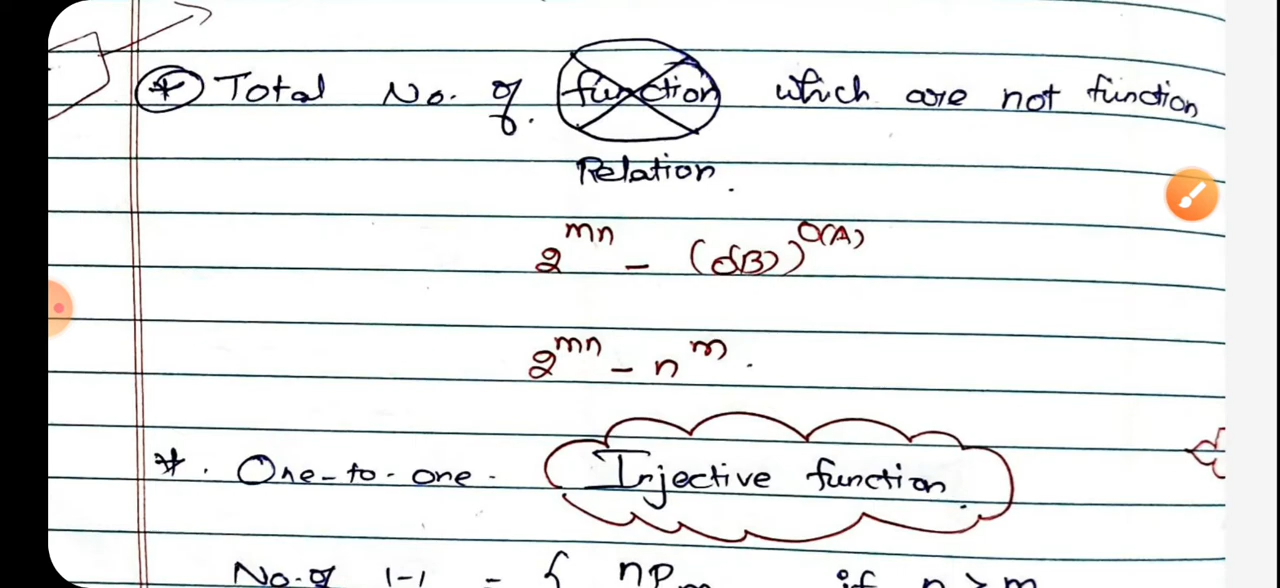 * Total No. of function which are not function
Relation.
2^{mn} - (O(B))^{O(A)}
2^{mn} - n^{m}.
*. One-to-one - Injective function.
No. of 1-1 = { nP_m if n > m